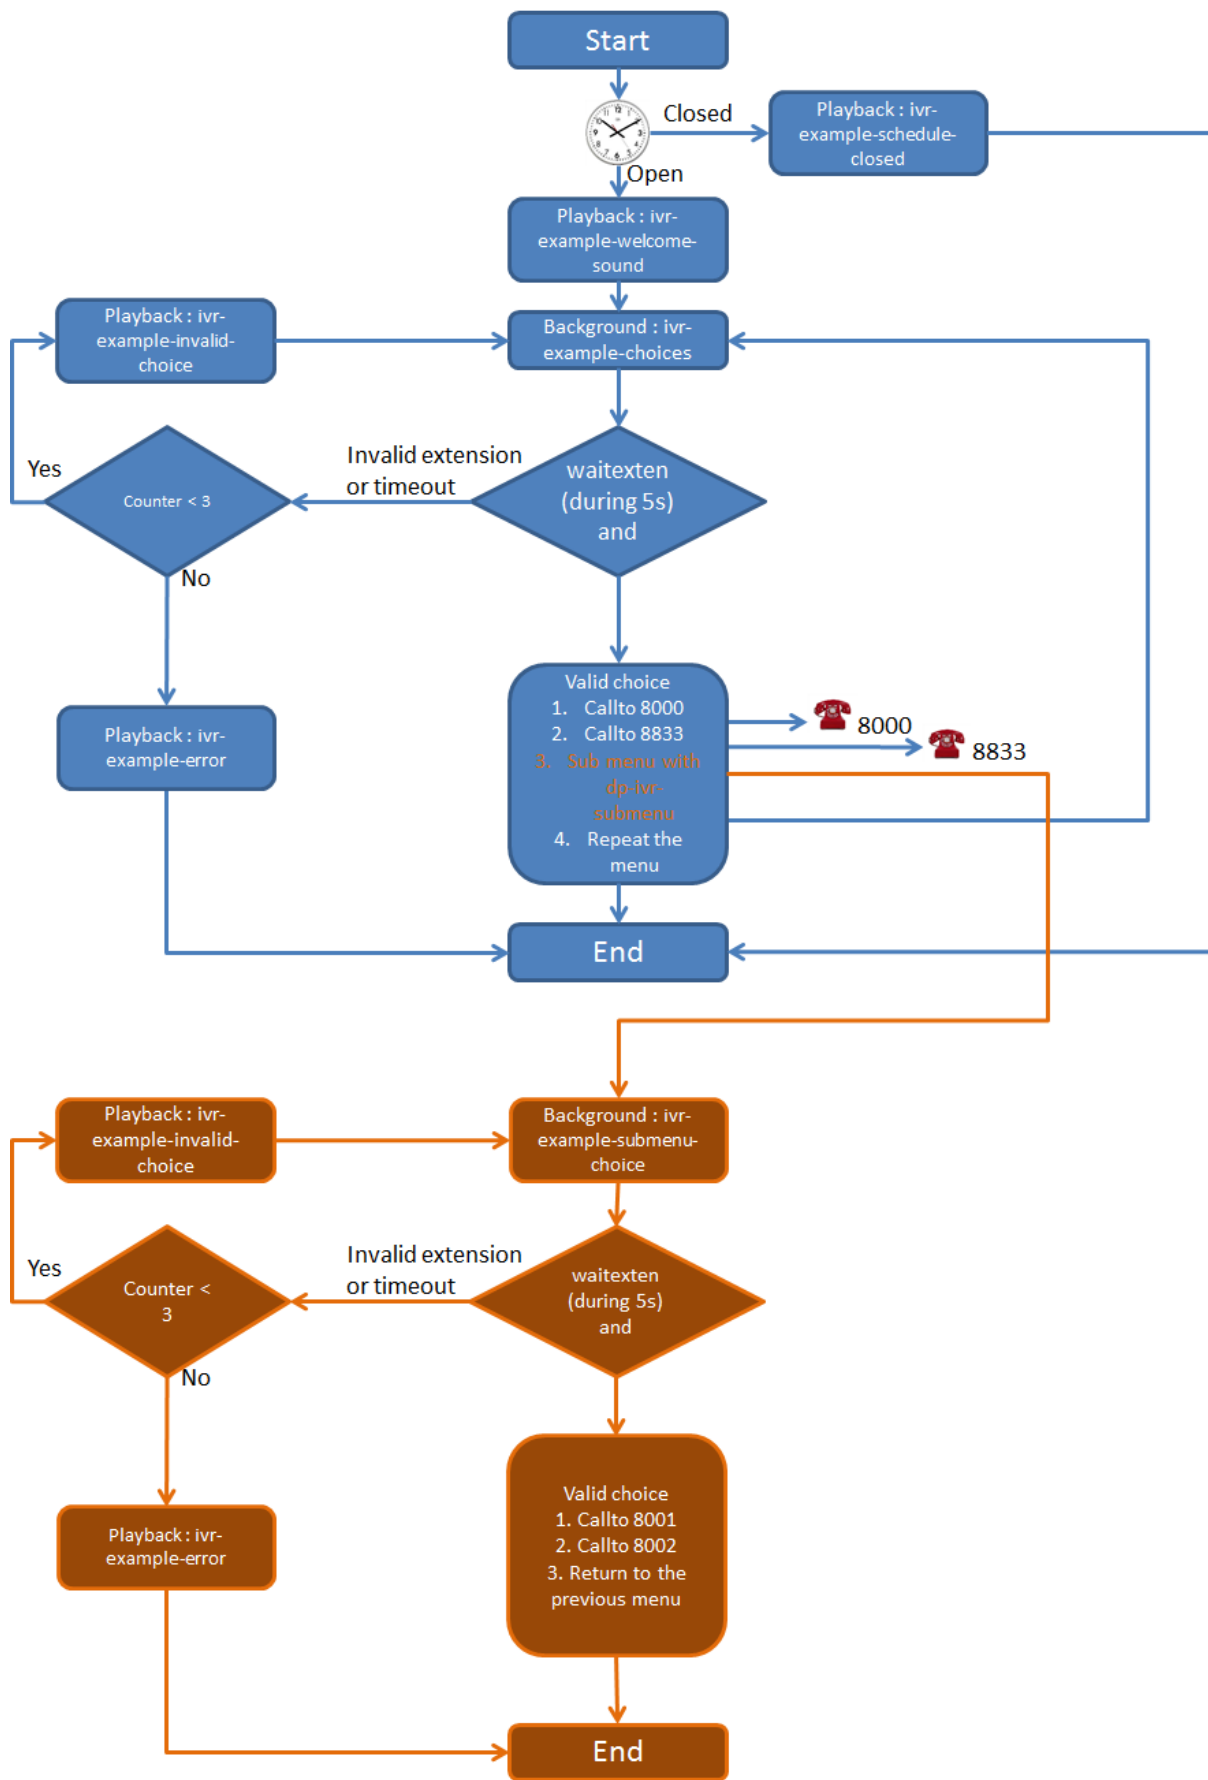 Start
Closed
Playback : ivr-
example-schedule-
closed
Open
Playback : ivr-
example-welcome-
sound
Playback : ivr-
example-invalid-
choice
Background : ivr-
example-choices
Yes
Counter < 3
Invalid extension
or timeout
waitexten
(during 5s)
and
No
Valid choice
1. Callto 8000
2. Callto 8833
3. Sub menu with
dp-ivr-
submenu
4. Repeat the
menu
8000
8833
Playback : ivr-
example-error
End
Playback : ivr-
example-invalid-
choice
Background : ivr-
example-submenu-
choice
Yes
Counter <
3
Invalid extension
or timeout
waitexten
(during 5s)
and
No
Valid choice
1. Callto 8001
2. Callto 8002
3. Return to the
previous menu
Playback : ivr-
example-error
End